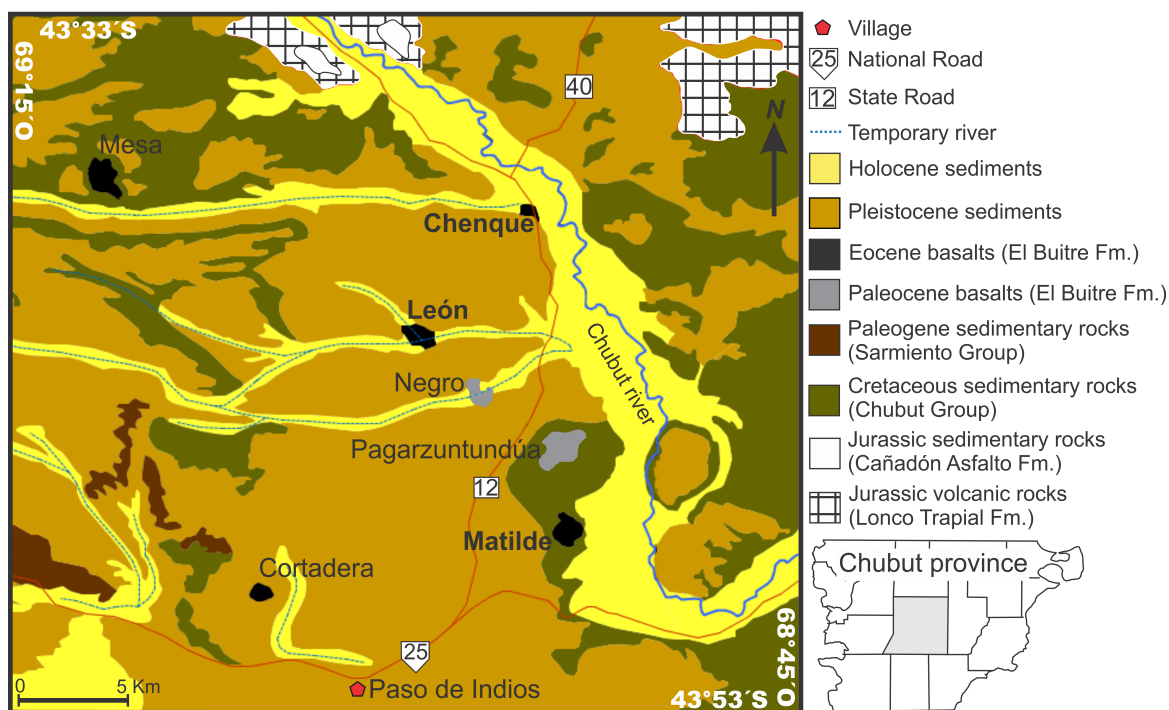 43°33´S
69°15´O
40
N
Mesa
Chenque
León
Negro
Chubut river
Pagarzuntundúa
12
Matilde
Cortadera
25
Paso de Indios
0 5 Km
43°53´S
68°45´O
Village
25 National Road
12 State Road
Temporary river
Holocene sediments
Pleistocene sediments
Eocene basalts (El Buitre Fm.)
Paleocene basalts (El Buitre Fm.)
Paleogene sedimentary rocks
(Sarmiento Group)
Cretaceous sedimentary rocks
(Chubut Group)
Jurassic sedimentary rocks
(Cañadón Asfalto Fm.)
Jurassic volcanic rocks
(Lonco Trapial Fm.)
Chubut province